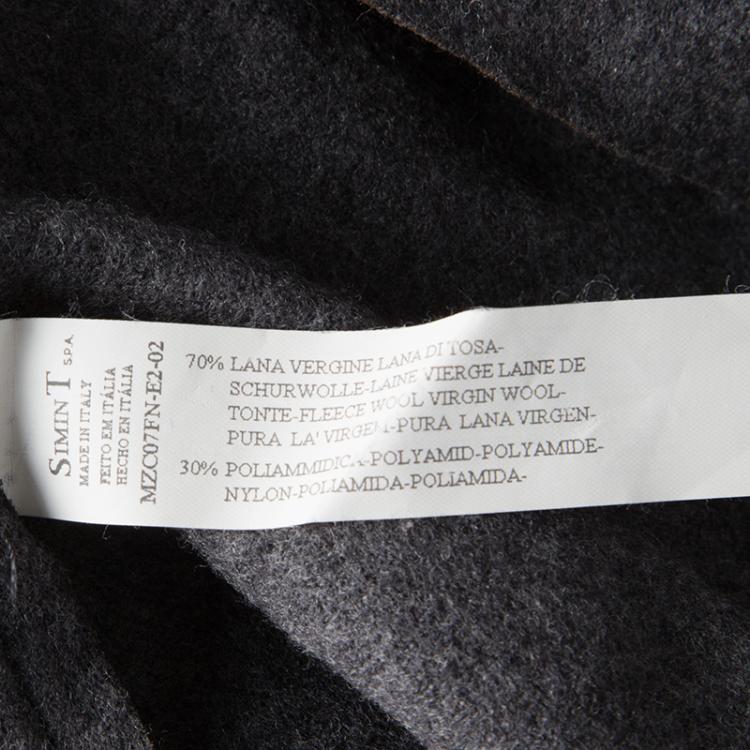 SIMINT S.P.A.
MADE IN ITALY
FEITO EM ITÁLIA
HECHO EN ITÁLIA
MZC07FN-E2-02
70% LANA VERGINE LANA DI TOSA-
SCHURWOLLE-LAINE VIERGE LAINE DE
TONTE-FLEECE WOOL VIRGIN WOOL-
PURA LA' VIRGEM-PURA LANA VIRGEN-
30% POLIAMMIDICA-POLYAMID-POLYAMIDE-
NYLON-POLIAMIDA-POLIAMIDA-